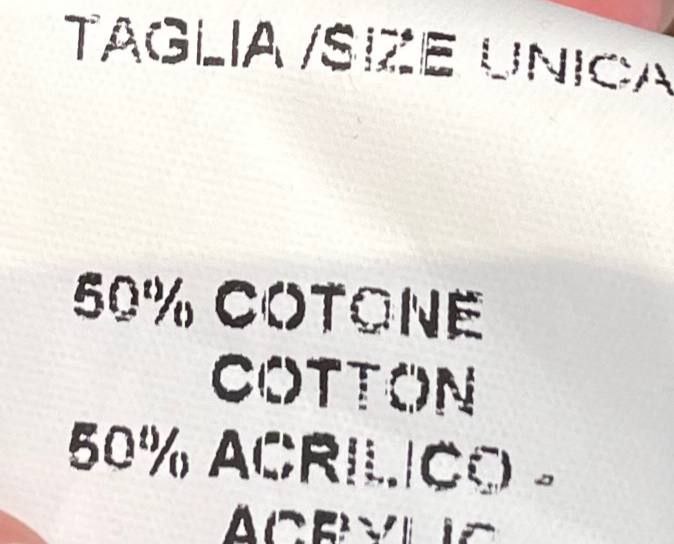 TAGLIA /SIZE UNICA
50% COTONE
COTTON
50% ACRILICO -
ACRYLIC